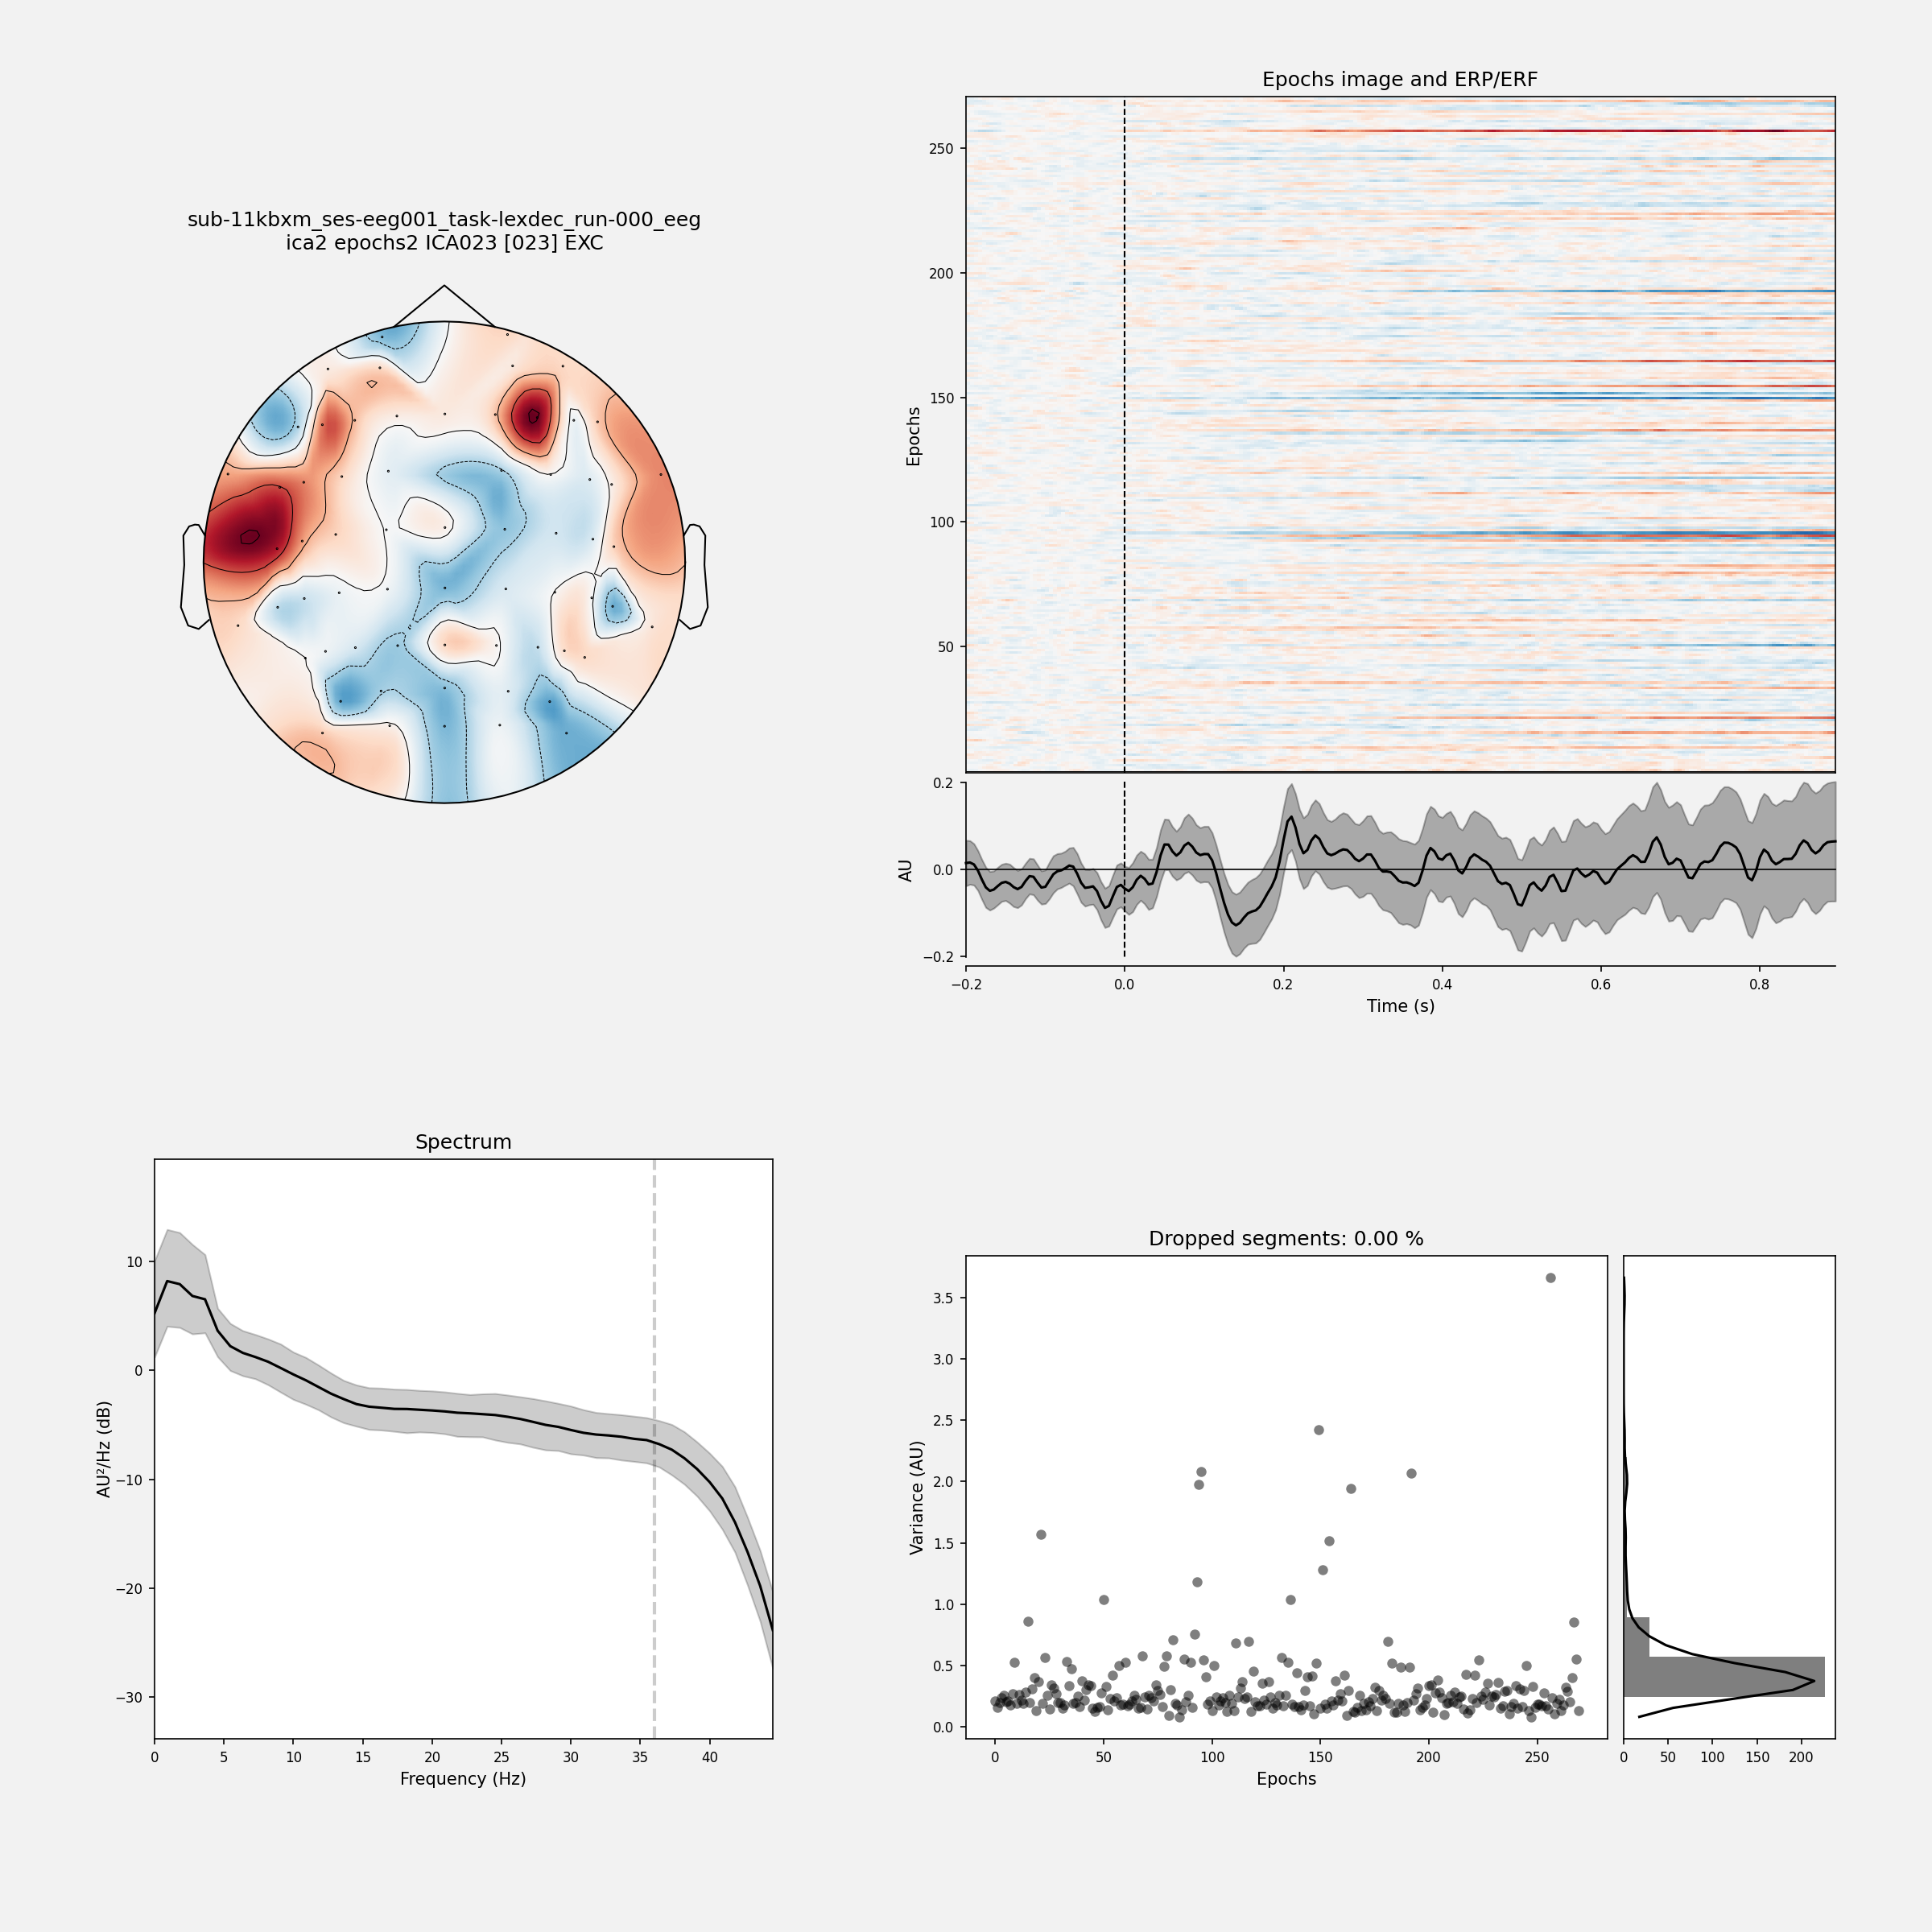 sub-11kbxm_ses-eeg001_task-lexdec_run-000_eeg
ica2 epochs2 ICA023 [023] EXC
Epochs image and ERP/ERF
Epochs
250
200
150
100
50
AU
0.2
0.0
−0.2
−0.2 0.0 0.2 0.4 0.6 0.8
Time (s)
Spectrum
AU²/Hz (dB)
10
0
−10
−20
−30
0 5 10 15 20 25 30 35 40
Frequency (Hz)
Dropped segments: 0.00 %
Variance (AU)
3.5
3.0
2.5
2.0
1.5
1.0
0.5
0.0
0 50 100 150 200 250
Epochs
0 50 100 150 200